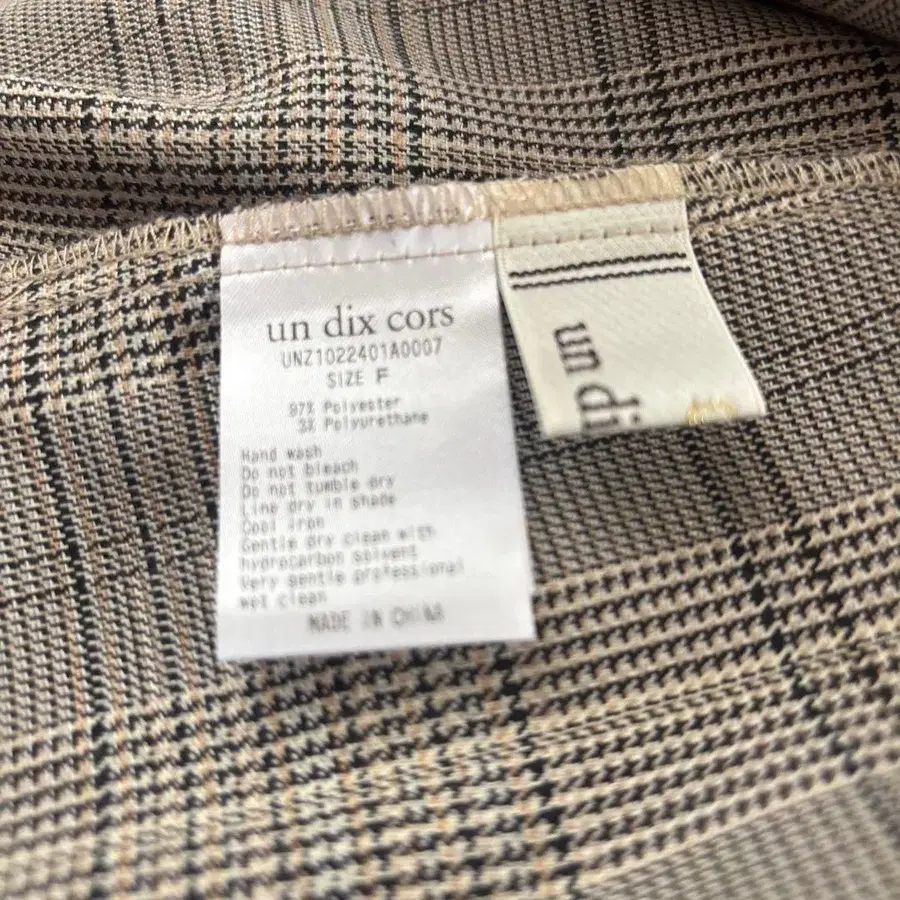 un dix cors
UNZ1022401A0007
SIZE F
97% Polyester
3% Polyurethane
Hand wash
Do not bleach
Do not tumble dry
Line dry in shade
Cool iron
Gentle dry clean with
hydrocarbon solvent
Very gentle professional
wet clean
MADE IN CHINA
un di